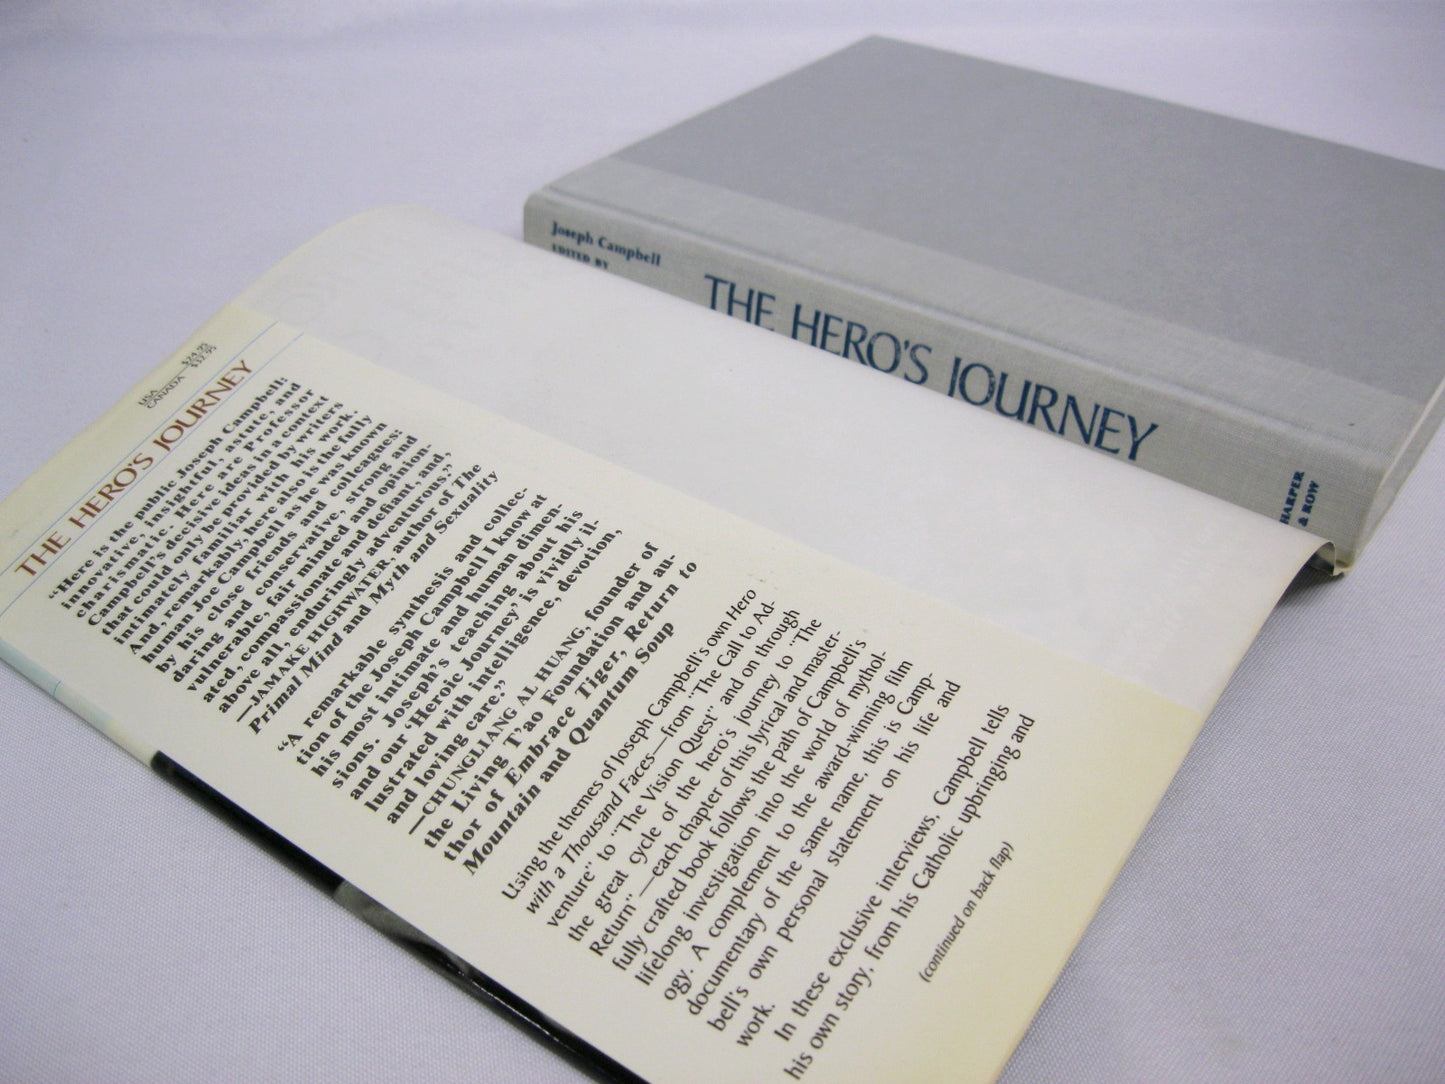 Joseph Campbell
EDITED BY
THE HERO'S JOURNEY
HARPER
& ROW
USA $24.95
CANADA $32.95
THE HERO'S JOURNEY
“Here is the public Joseph Campbell:
innovative, insightful, astute, and
charismatic. Here are Professor
Campbell's decisive ideas in a context
that could only be provided by writers
intimately familiar with his work.
And, remarkably, here also is the fully
human Joe Campbell as he was known
by his close friends and colleagues:
daring and conservative, strong and
vulnerable, fair minded and opinion-
ated, compassionate and defiant, and,
above all, enduringly adventurous.”
—JAMAKE HIGHWATER, author of The
Primal Mind and Myth and Sexuality
“A remarkable synthesis and collec-
tion of the Joseph Campbell I know at
his most intimate and human dimen-
sions. Joseph's teaching about his
and our ‘Heroic Journey’ is vividly il-
lustrated with intelligence, devotion,
and loving care.”
—CHUNGLIANG AL HUANG, founder of
the Living Tao Foundation and au-
thor of Embrace Tiger, Return to
Mountain and Quantum Soup
Using the themes of Joseph Campbell's own Hero
with a Thousand Faces—from "The Call to Ad-
venture" to "The Vision Quest" and on through
the great cycle of the hero's journey to "The
Return"—each chapter of this lyrical and master-
fully crafted book follows the path of Campbell's
lifelong investigation into the world of mythol-
ogy. A complement to the award-winning film
documentary of the same name, this is Camp-
bell's own personal statement on his life and
work.
In these exclusive interviews, Campbell tells
his own story, from his Catholic upbringing and
(continued on back flap)